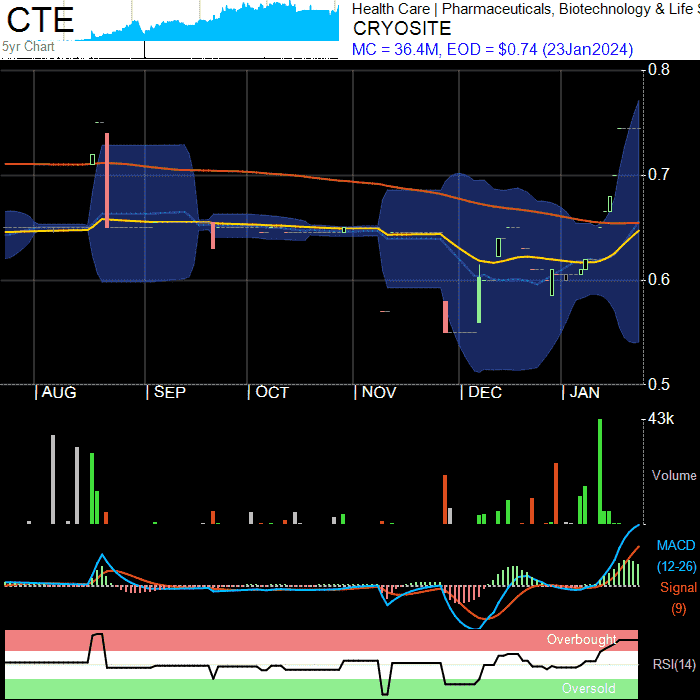 CTE
5yr Chart
Health Care | Pharmaceuticals, Biotechnology & Life S
CRYOSITE
MC = 36.4M, EOD = $0.74 (23Jan2024)
0.8
0.7
0.6
0.5
| AUG | SEP | OCT | NOV | DEC | JAN
43k
Volume
MACD
(12-26)
Signal
(9)
Overbought
RSI(14)
Oversold